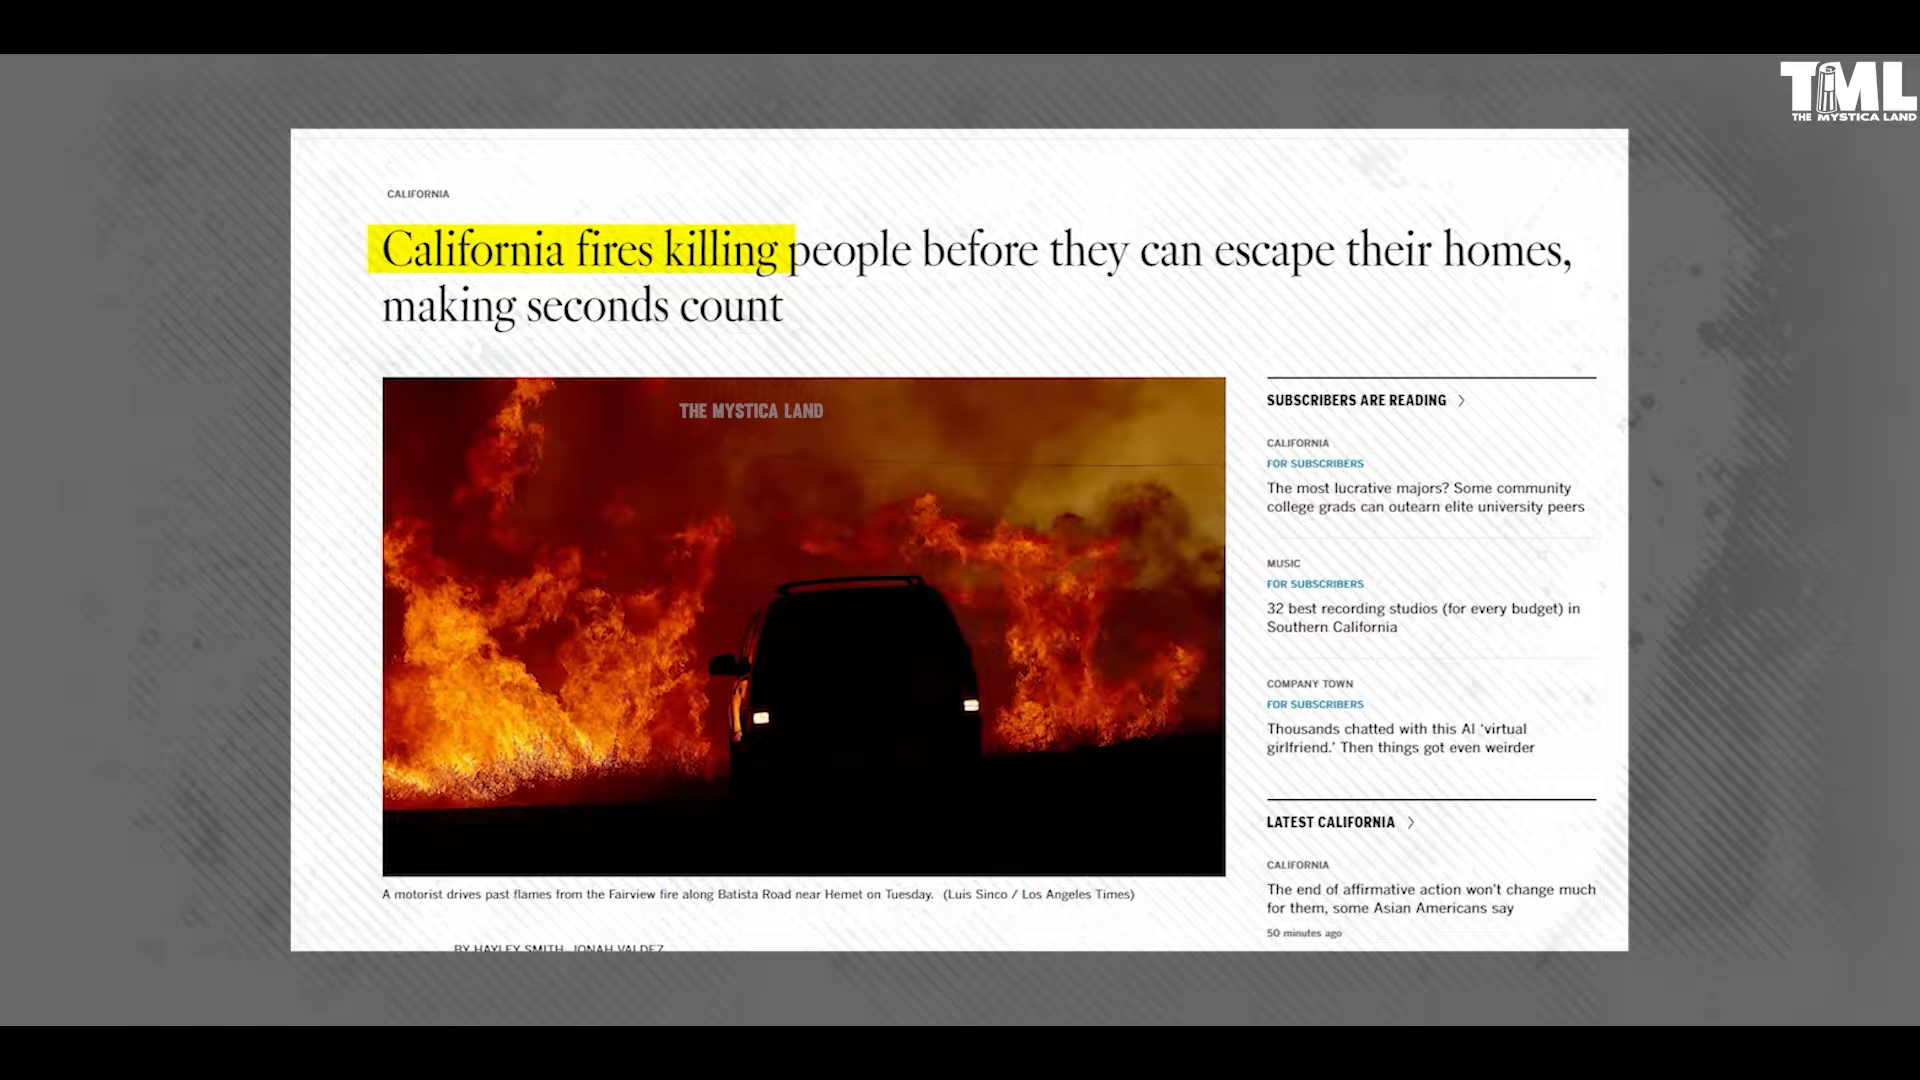 TML
THE MYSTICA LAND
CALIFORNIA
California fires killing people before they can escape their homes,
making seconds count
THE MYSTICA LAND
A motorist drives past flames from the Fairview fire along Batista Road near Hemet on Tuesday. (Luis Sinco / Los Angeles Times)
BY HAYLEY SMITH, JONAH VALDEZ
SUBSCRIBERS ARE READING >
CALIFORNIA
FOR SUBSCRIBERS
The most lucrative majors? Some community
college grads can outearn elite university peers
MUSIC
FOR SUBSCRIBERS
32 best recording studios (for every budget) in
Southern California
COMPANY TOWN
FOR SUBSCRIBERS
Thousands chatted with this AI ‘virtual
girlfriend.’ Then things got even weirder
LATEST CALIFORNIA >
CALIFORNIA
The end of affirmative action won't change much
for them, some Asian Americans say
50 minutes ago